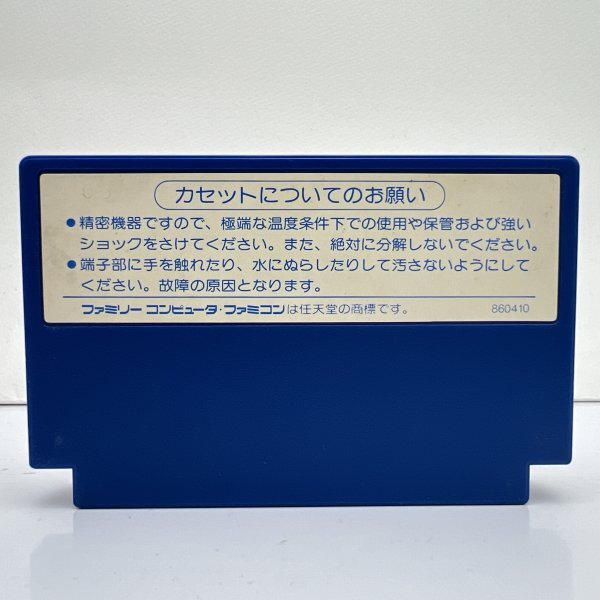 カセットについてのお願い
●精密機器ですので、極端な温度条件下での使用や保管および強い
ショックをさけてください。また、絶対に分解しないでください。
●端子部に手を触れたり、水にぬらしたりして汚さないようにして
ください。故障の原因となります。
ファミリー コンピュータ・ファミコンは任天堂の商標です。 860410